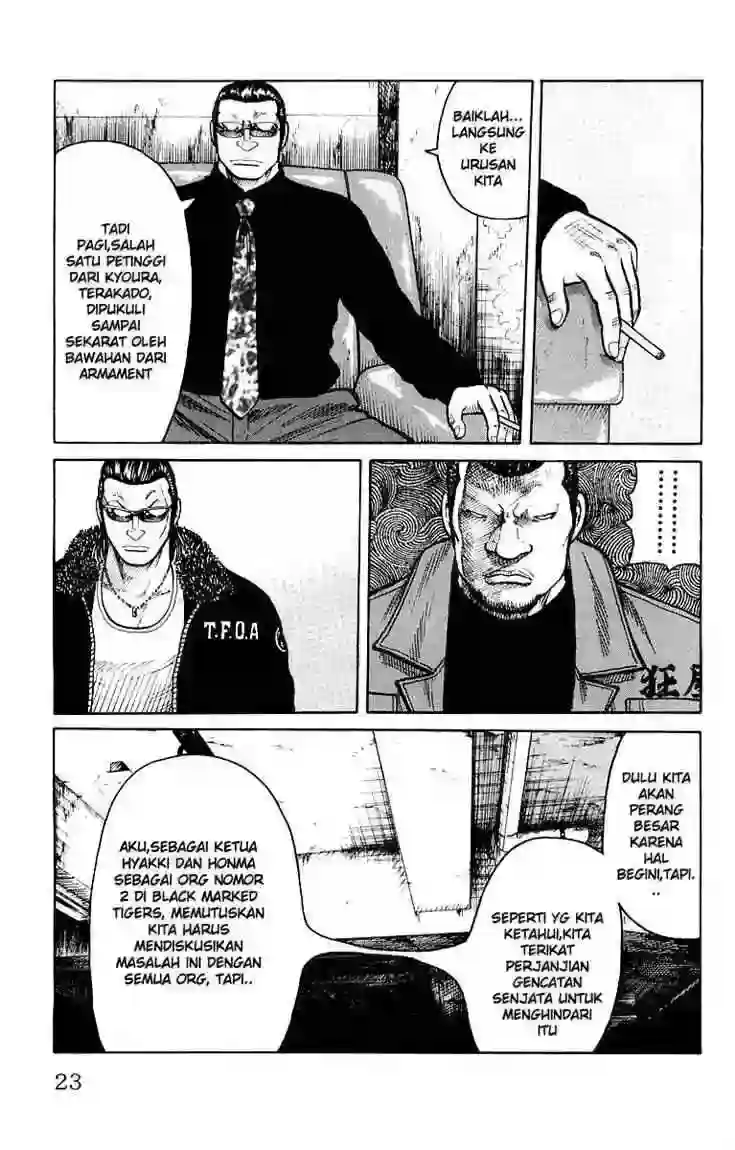 BAIKLAH...
LANGSUNG
KE
URUSAN
KITA
TADI
PAGI,SALAH
SATU PETINGGI
DARI KYOURA,
TERAKADO,
DIPUKULI
SAMPAI
SEKARAT OLEH
BAWAHAN DARI
ARMAMENT
..........
T.F.O.A
狂屋
DULU KITA
AKAN
PERANG
BESAR
KARENA
HAL
BEGINI,TAPI.
..
SEPERTI YG KITA
KETAHUI,KITA
TERIKAT
PERJANJIAN
GENCATAN
SENJATA UNTUK
MENGHINDARI
ITU
AKU,SEBAGAI KETUA
HYAKKI DAN HONMA
SEBAGAI ORG NOMOR
2 DI BLACK MARKED
TIGERS, MEMUTUSKAN
KITA HARUS
MENDISKUSIKAN
MASALAH INI DENGAN
SEMUA ORG, TAPI..
23